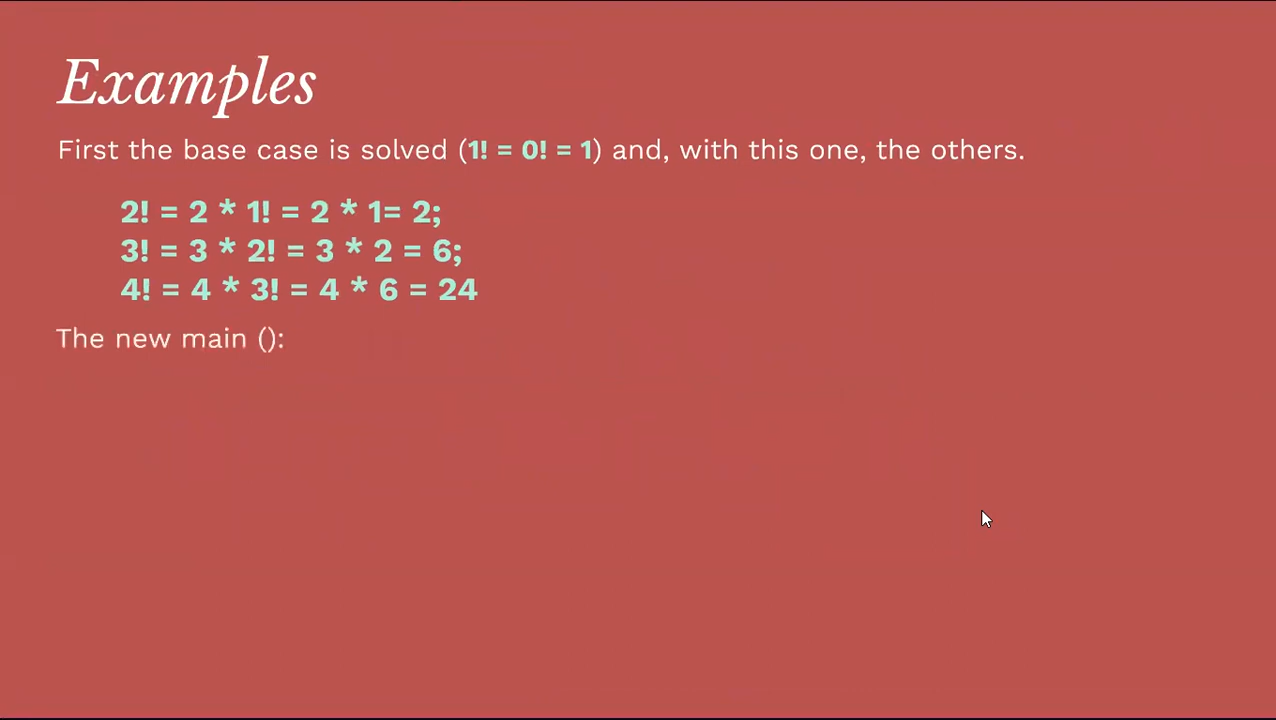 Examples
First the base case is solved (1! = 0! = 1) and, with this one, the others.
2! = 2 * 1! = 2 * 1= 2;
3! = 3 * 2! = 3 * 2 = 6;
4! = 4 * 3! = 4 * 6 = 24
The new main ():